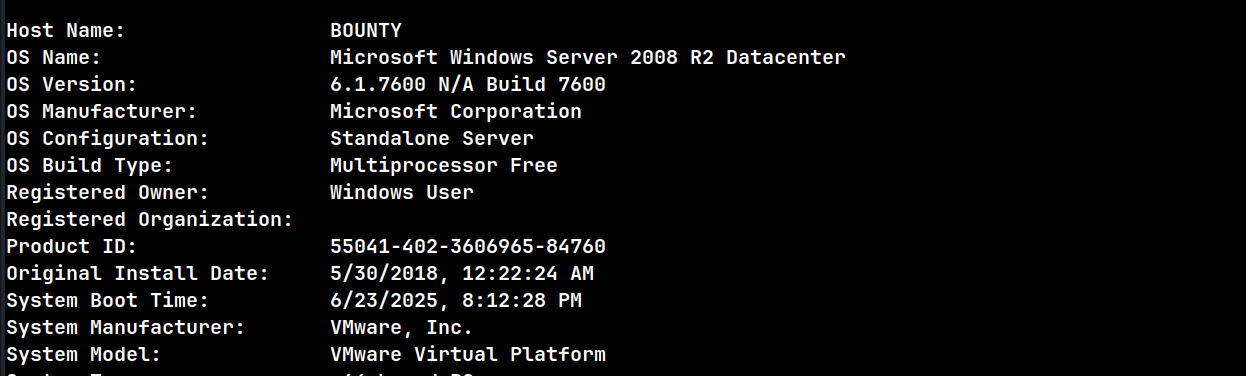 Host Name: BOUNTY
OS Name: Microsoft Windows Server 2008 R2 Datacenter
OS Version: 6.1.7600 N/A Build 7600
OS Manufacturer: Microsoft Corporation
OS Configuration: Standalone Server
OS Build Type: Multiprocessor Free
Registered Owner: Windows User
Registered Organization:
Product ID: 55041-402-3606965-84760
Original Install Date: 5/30/2018, 12:22:24 AM
System Boot Time: 6/23/2025, 8:12:28 PM
System Manufacturer: VMware, Inc.
System Model: VMware Virtual Platform